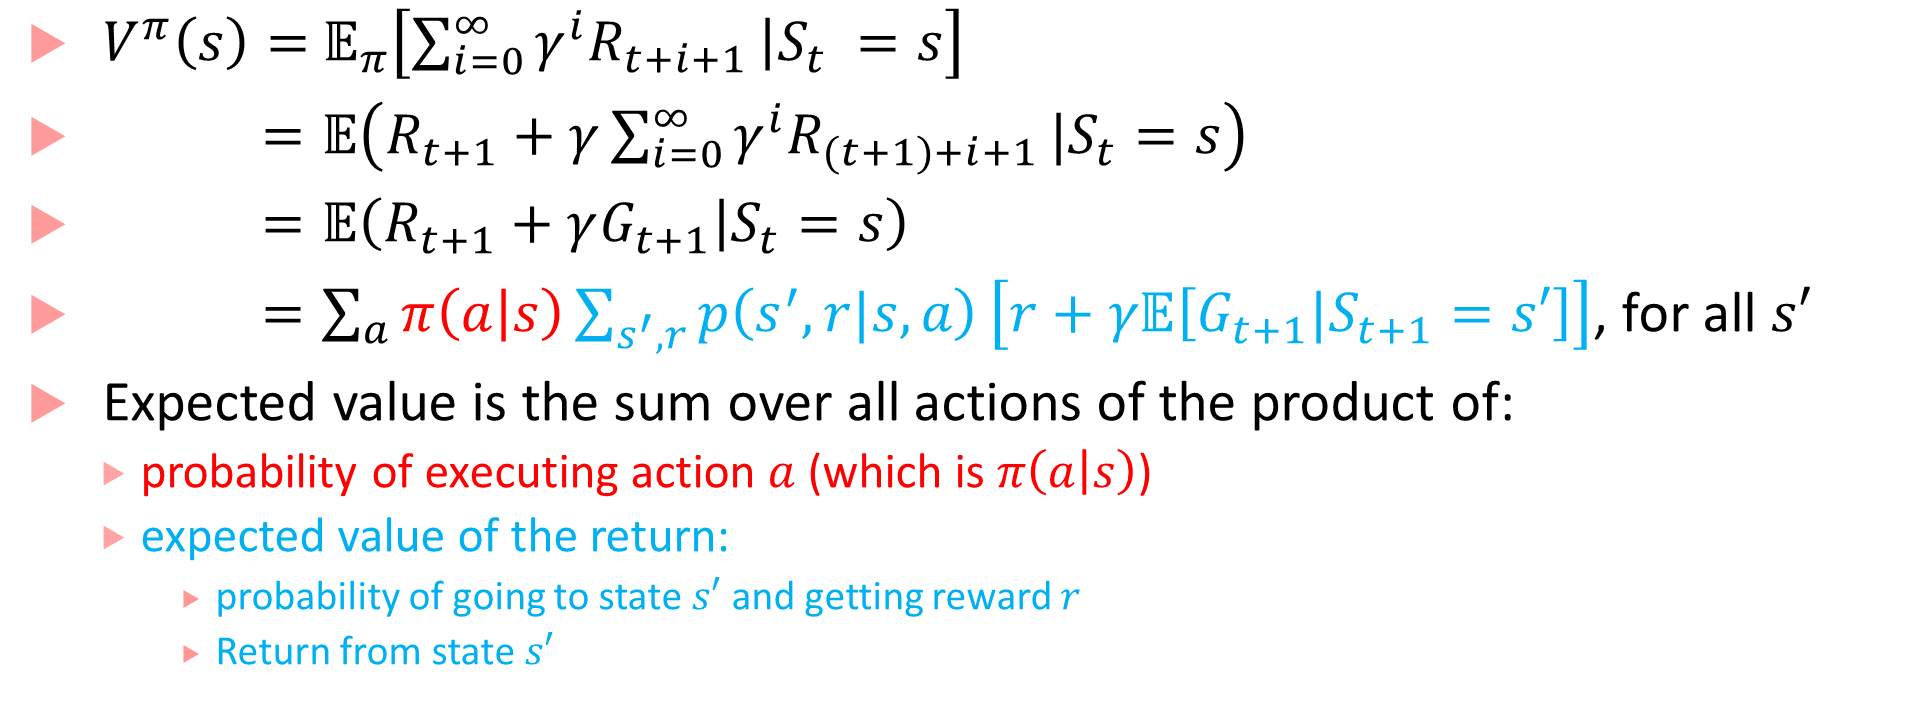 ▶ V^π(s) = 𝔼_π[∑_{i=0}^{∞} γ^i R_{t+i+1} |S_t = s]
▶ = 𝔼(R_{t+1} + γ ∑_{i=0}^{∞} γ^i R_{(t+1)+i+1} |S_t = s)
▶ = 𝔼(R_{t+1} + γG_{t+1}|S_t = s)
▶ = ∑_a π(a|s) ∑_{s′,r} p(s′, r|s, a) [r + γ𝔼[G_{t+1}|S_{t+1} = s′]], for all s′
▶ Expected value is the sum over all actions of the product of:
▶ probability of executing action a (which is π(a|s))
▶ expected value of the return:
▶ probability of going to state s′ and getting reward r
▶ Return from state s′